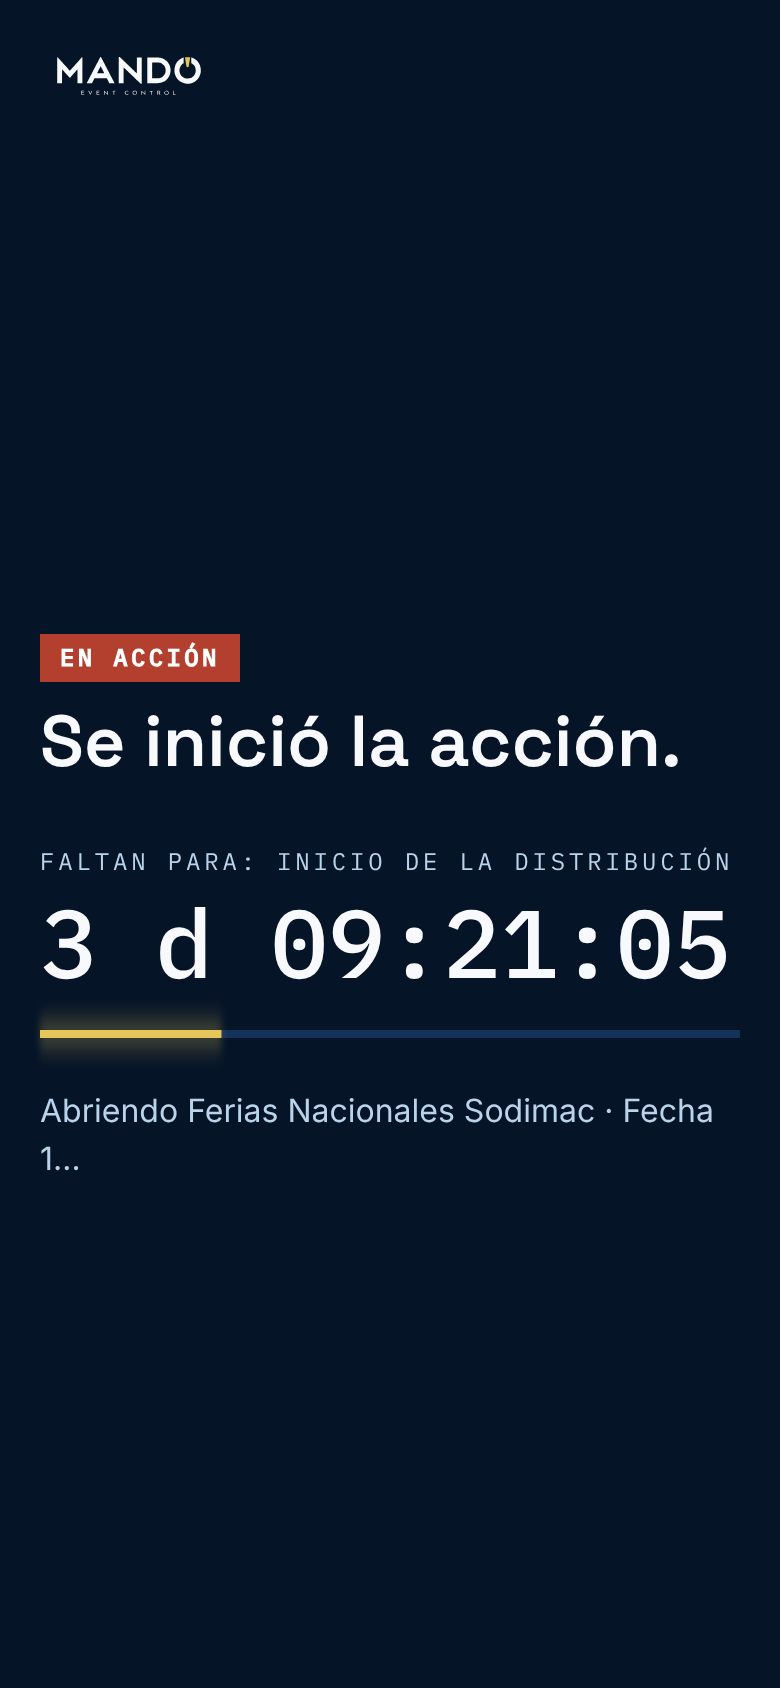 MANDO
EVENT CONTROL
EN ACCIÓN
Se inició la acción.
FALTAN PARA: INICIO DE LA DISTRIBUCIÓN
3 d 09:21:05
Abriendo Ferias Nacionales Sodimac · Fecha
1...